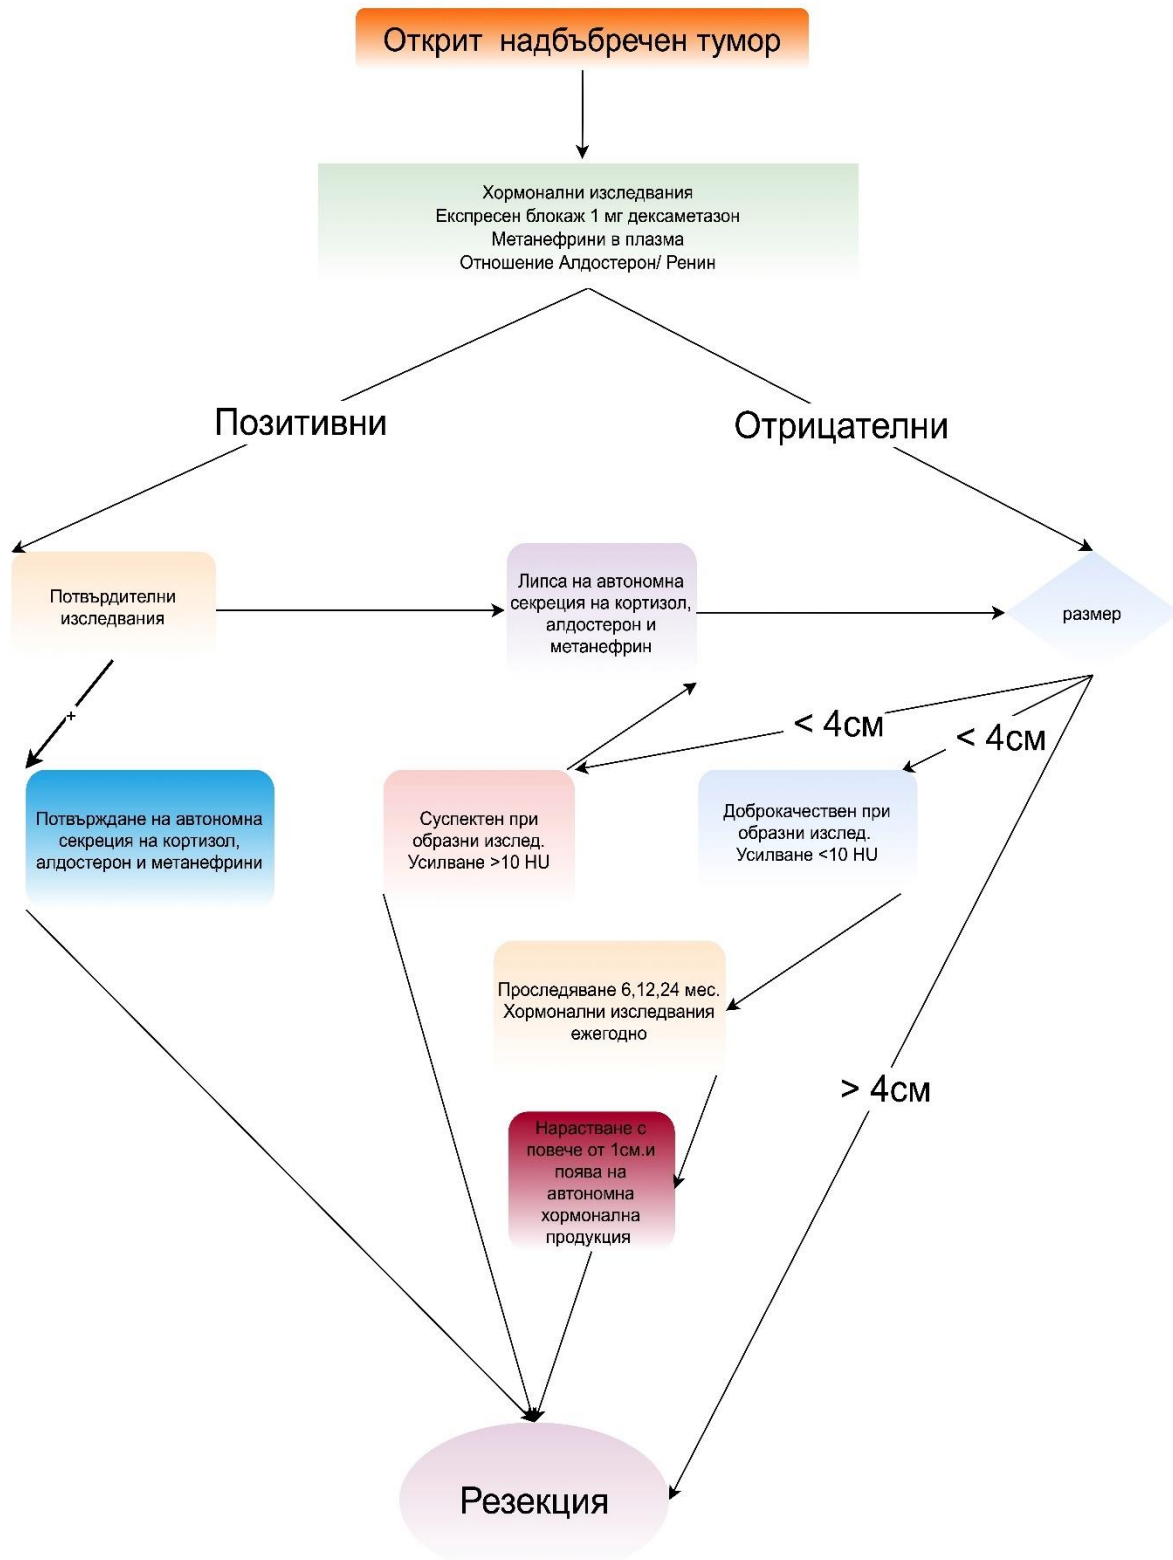 Открит надбъбречен тумор
Хормонални изследвания
Експресен блокаж 1 мг дексаметазон
Метанефрини в плазма
Отношение Алдостерон/ Ренин
Позитивни
Отрицателни
Потвърдителни
изследвания
Липса на автономна
секреция на кортизол,
алдостерон и
метанефрин
размер
+
< 4см
< 4см
Потвърждане на автономна
секреция на кортизол,
алдостерон и метанефрини
Суспектен при
образни изслед.
Усилване >10 HU
Доброкачествен при
образни изслед.
Усилване <10 HU
Проследяване 6,12,24 мес.
Хормонални изследвания
ежегодно
> 4см
Нарастване с
повече от 1см.и
поява на
автономна
хормонална
продукция
Резекция